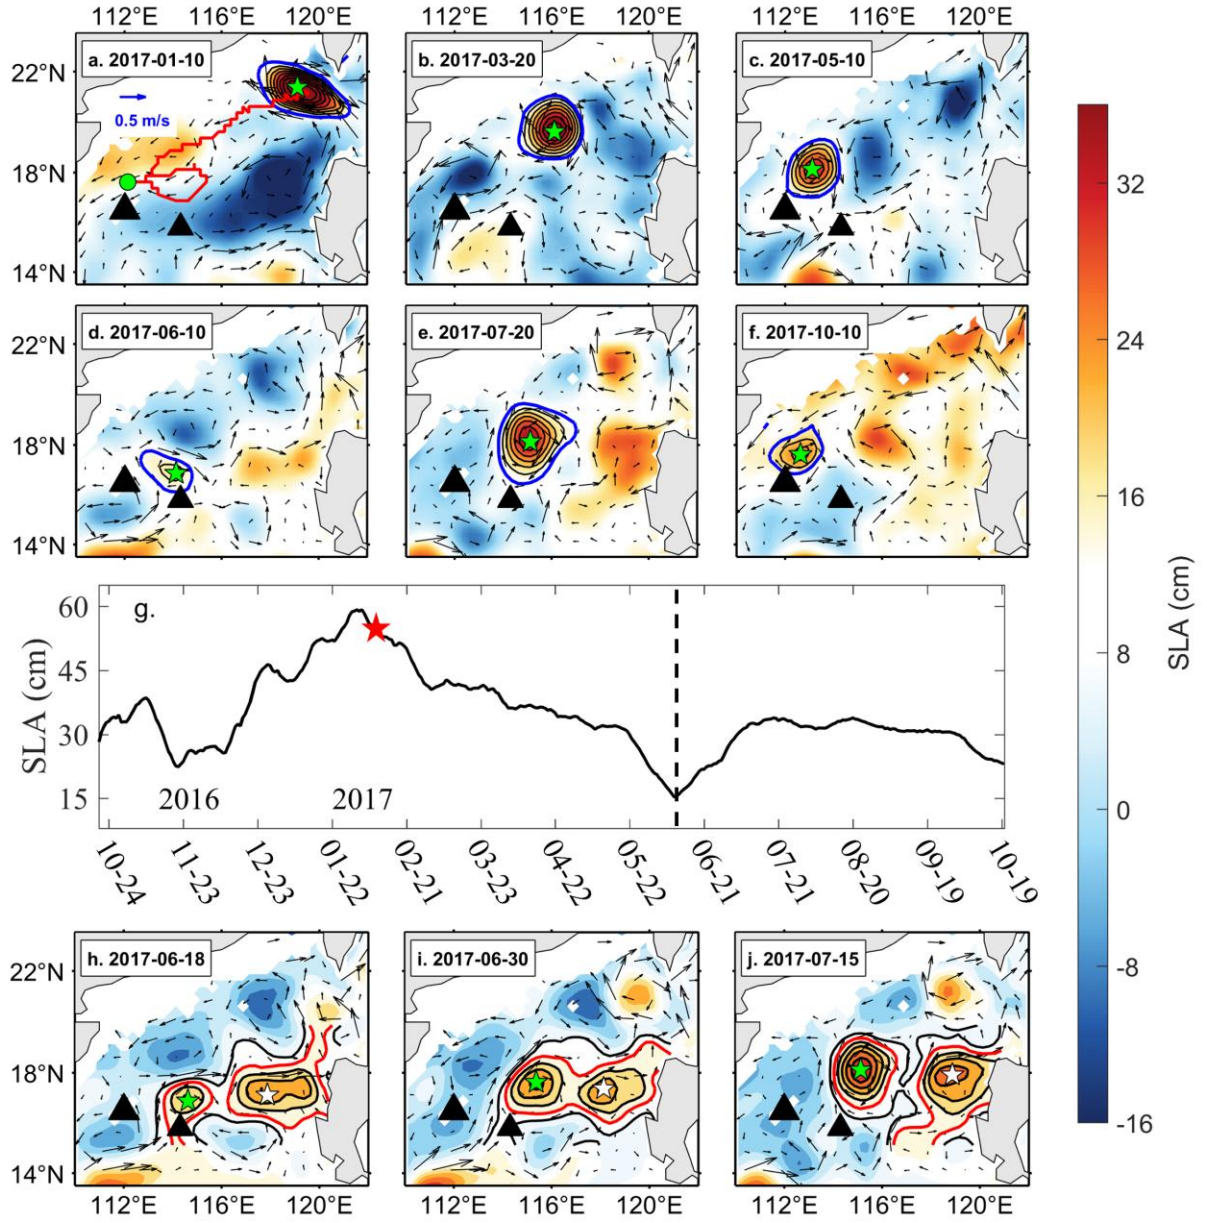 112°E 116°E 120°E 112°E 116°E 120°E 112°E 116°E 120°E
22°N a. 2017-01-10 b. 2017-03-20 c. 2017-05-10
0.5 m/s
18°N
14°N
22°N d. 2017-06-10 e. 2017-07-20 f. 2017-10-10
18°N
14°N
32
24
16
8
0
-8
-16
SLA (cm)
g.
60
45
30
15
SLA (cm)
2016 2017
10-24 11-23 12-23 01-22 02-21 03-23 04-22 05-22 06-21 07-21 08-20 09-19 10-19
22°N h. 2017-06-18 i. 2017-06-30 j. 2017-07-15
18°N
14°N
112°E 116°E 120°E 112°E 116°E 120°E 112°E 116°E 120°E